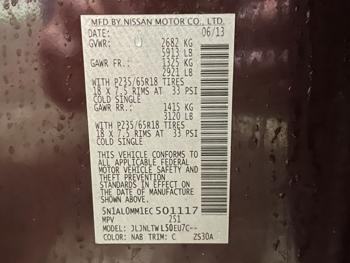 MFD BY NISSAN MOTOR CO., LTD.
DATE: 06/13
GVWR: 2682 KG
5913 LB
GAWR FR.: 1325 KG
2921 LB
WITH P235/65R18 TIRES
18 X 7.5 RIMS AT 33 PSI
COLD SINGLE
GAWR RR.: 1415 KG
3120 LB
WITH P235/65R18 TIRES
18 X 7.5 RIMS AT 33 PSI
COLD SINGLE
THIS VEHICLE CONFORMS TO
ALL APPLICABLE FEDERAL
MOTOR VEHICLE SAFETY AND
THEFT PREVENTION
STANDARDS IN EFFECT ON THE
DATE OF MANUFACTURE
SHOWN ABOVE.
5N1AL0MM1EC501117
MPV 251
MODEL: JLJNLTWL50EU7C--
COLOR: NAB TRIM: C ZS30A